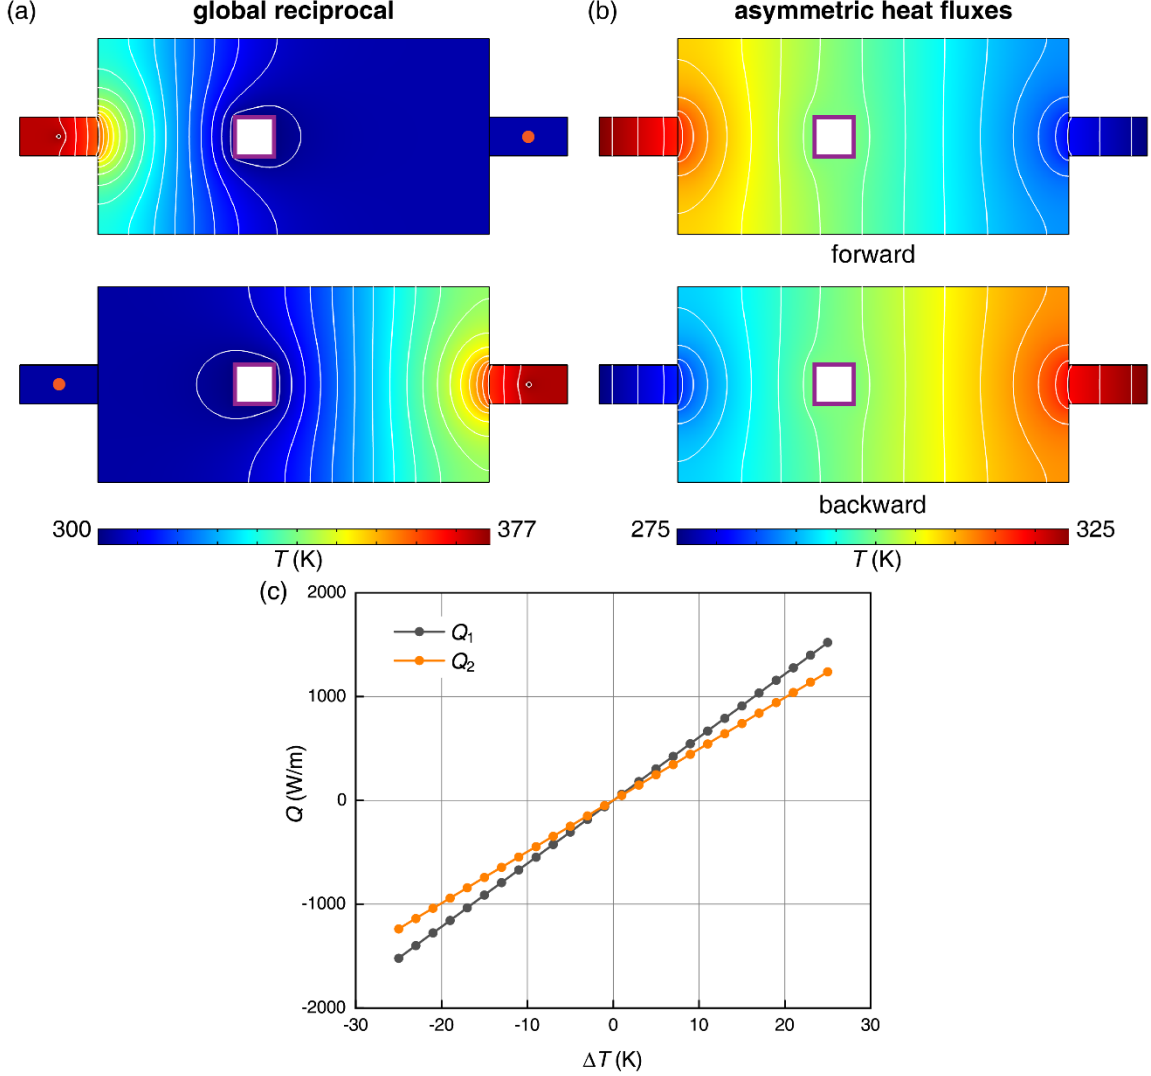 (a) global reciprocal
(b) asymmetric heat fluxes
forward
backward
300 377
T (K)
275 325
T (K)
(c)
2000
1000
0
-1000
-2000
Q (W/m)
Q1
Q2
-30 -20 -10 0 10 20 30
ΔT (K)